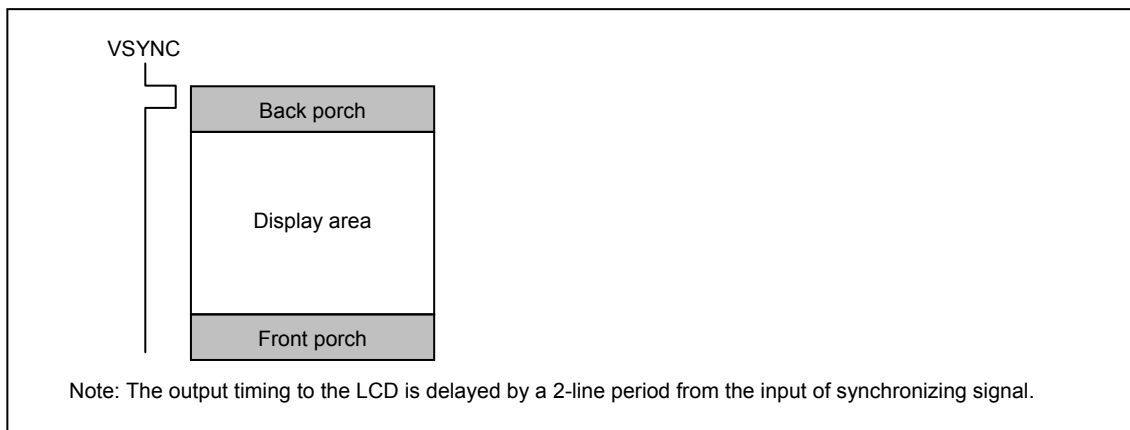 VSYNC
Back porch
Display area
Front porch
Note: The output timing to the LCD is delayed by a 2-line period from the input of synchronizing signal.